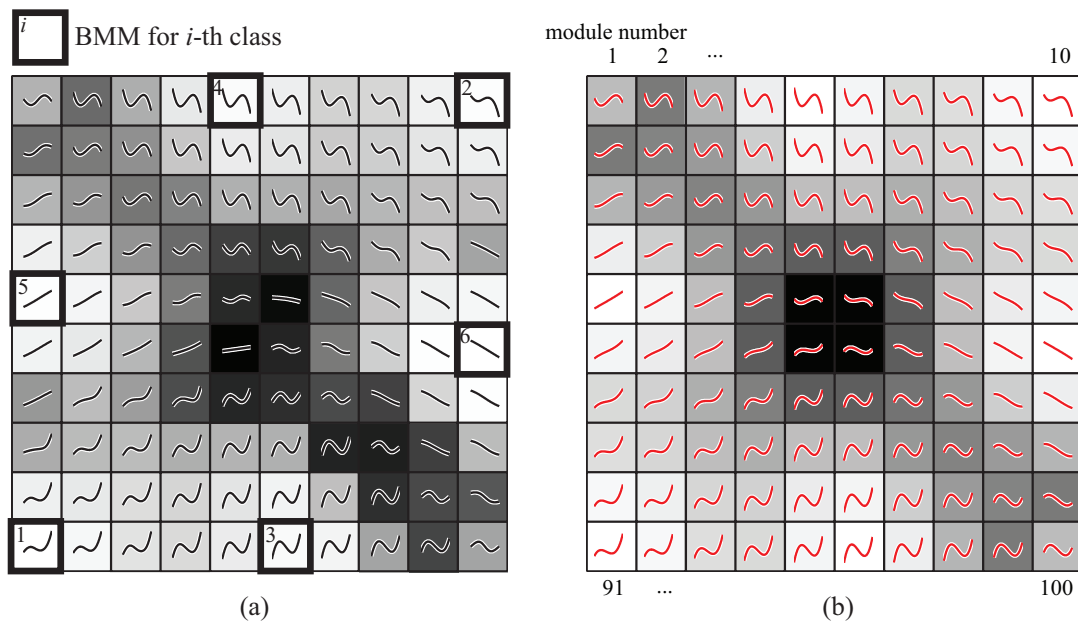 i
BMM for i-th class
module number
1 2 ... 10
4 2
5
6
1 3
91 ... 100
(a) (b)